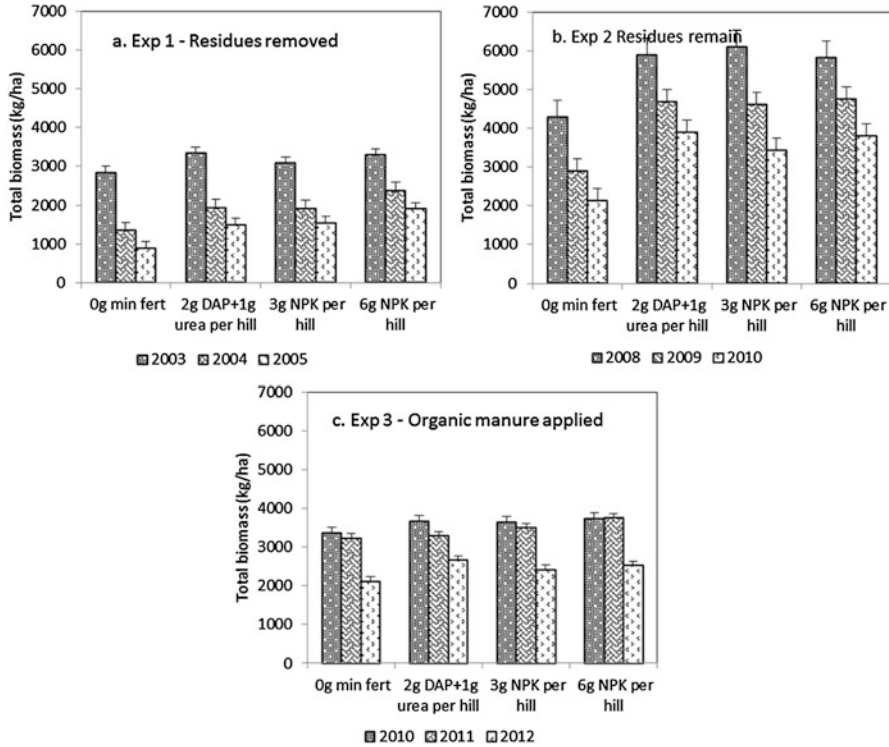 a. Exp 1 - Residues removed
Total biomass (kg/ha)
7000
6000
5000
4000
3000
2000
1000
0
0g min fert
2g DAP+1g
urea per hill
3g NPK per
hill
6g NPK per
hill
2003 2004 2005
b. Exp 2 Residues remain
Total biomass (kg/ha)
7000
6000
5000
4000
3000
2000
1000
0
0g min fert
2g DAP+1g
urea per hill
3g NPK per
hill
6g NPK per
hill
2008 2009 2010
c. Exp 3 - Organic manure applied
Total biomass (kg/ha)
7000
6000
5000
4000
3000
2000
1000
0
0g min fert
2g DAP+1g
urea per hill
3g NPK per
hill
6g NPK per
hill
2010 2011 2012